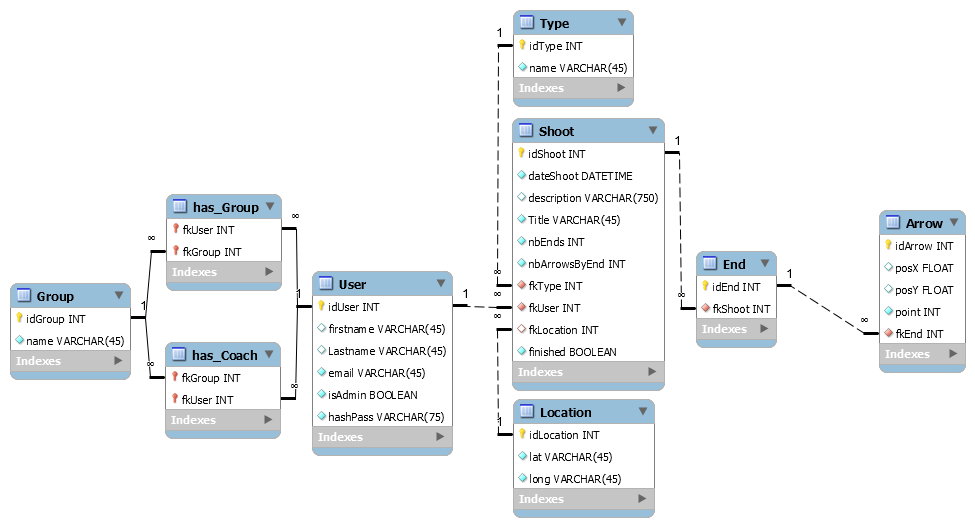 Group
idGroup INT
name VARCHAR(45)
Indexes
1
∞
∞
has_Group
fkUser INT
fkGroup INT
Indexes
has_Coach
fkGroup INT
fkUser INT
Indexes
∞
∞
1
User
idUser INT
firstname VARCHAR(45)
Lastname VARCHAR(45)
email VARCHAR(45)
isAdmin BOOLEAN
hashPass VARCHAR(75)
Indexes
1
1
∞
∞
∞
1
Type
idType INT
name VARCHAR(45)
Indexes
Shoot
idShoot INT
dateShoot DATETIME
description VARCHAR(750)
Title VARCHAR(45)
nbEnds INT
nbArrowsByEnd INT
fkType INT
fkUser INT
fkLocation INT
finished BOOLEAN
Indexes
Location
idLocation INT
lat VARCHAR(45)
long VARCHAR(45)
Indexes
1
∞
End
idEnd INT
fkShoot INT
Indexes
1
∞
Arrow
idArrow INT
posX FLOAT
posY FLOAT
point INT
fkEnd INT
Indexes